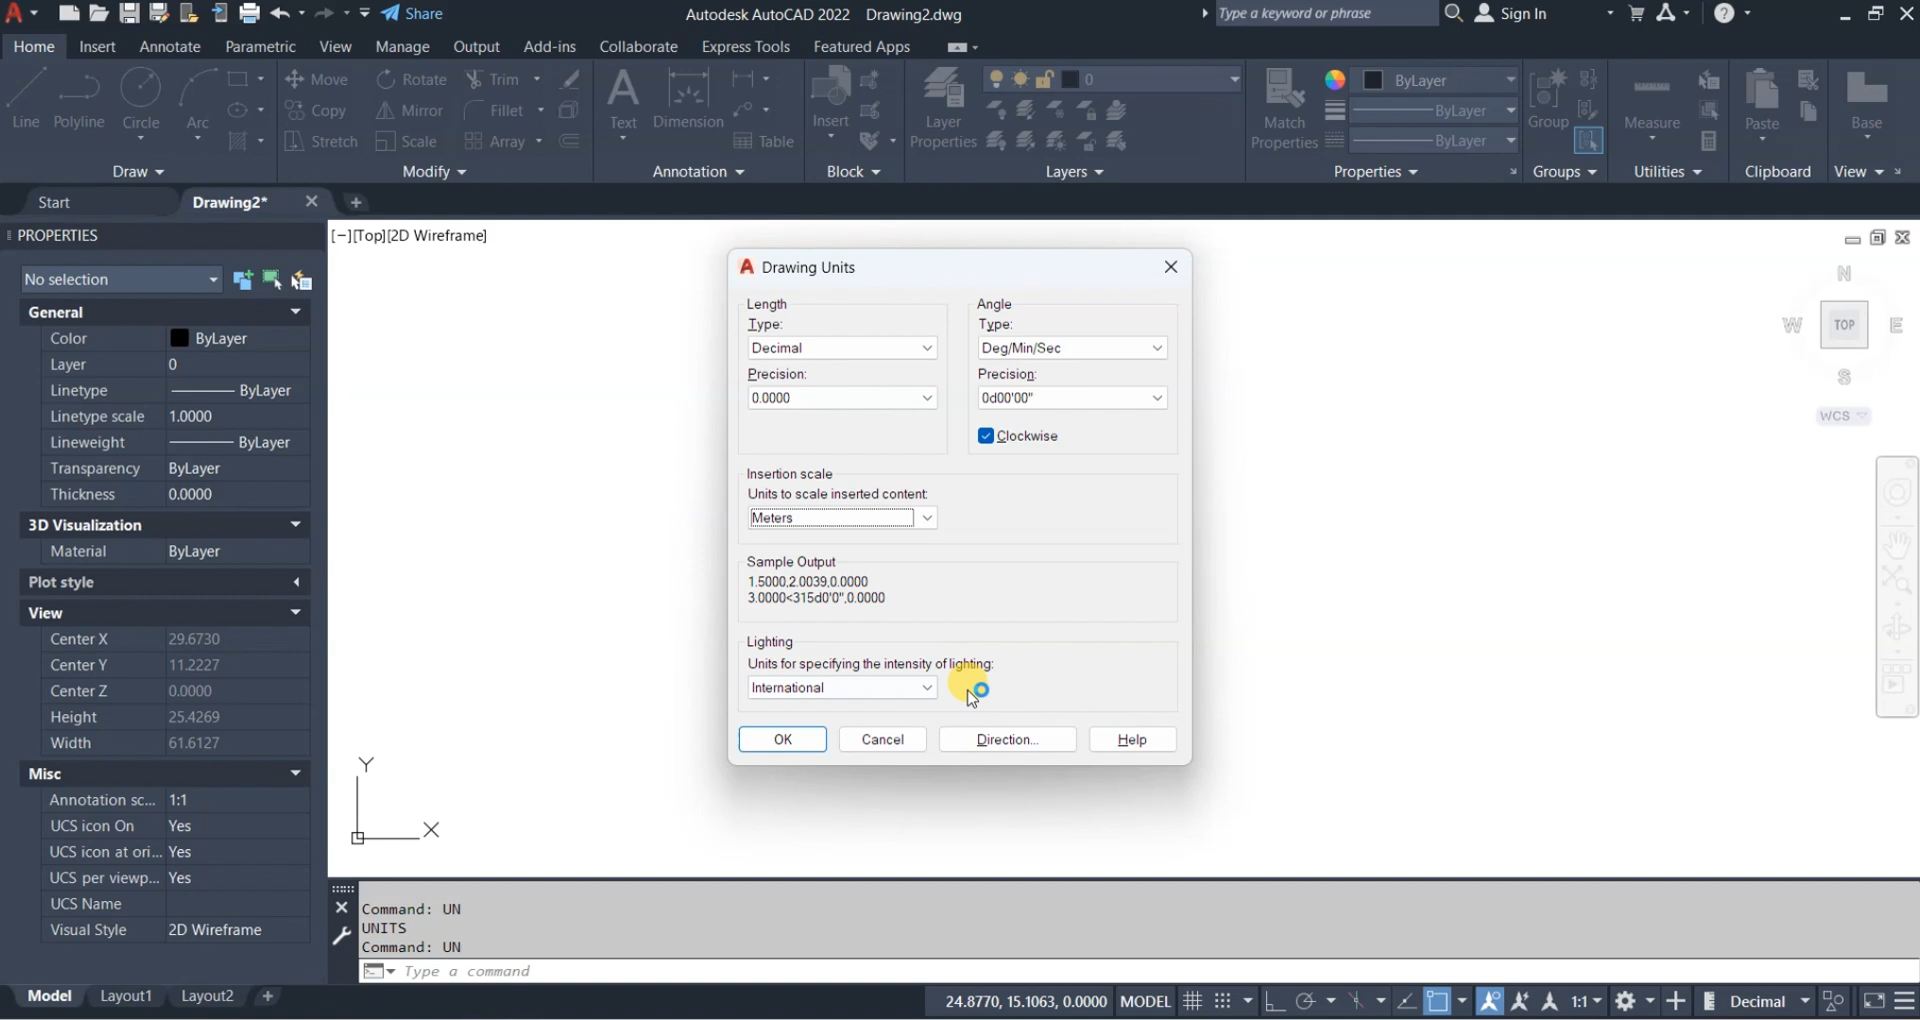 Share
Autodesk AutoCAD 2022 Drawing2.dwg
Type a keyword or phrase
Sign In
Home Insert Annotate Parametric View Manage Output Add-ins Collaborate Express Tools Featured Apps
Line Polyline Circle Arc
Move Rotate Trim
Copy Mirror Fillet
Stretch Scale Array
Text Dimension Table
Insert
Layer Properties
0
Match Properties
ByLayer
ByLayer
ByLayer
Group Measure Paste Base
Draw Modify Annotation Block Layers Properties Groups Utilities Clipboard View
Start Drawing2*
PROPERTIES
[−][Top][2D Wireframe]
No selection
General
Color ByLayer
Layer 0
Linetype ByLayer
Linetype scale 1.0000
Lineweight ByLayer
Transparency ByLayer
Thickness 0.0000
3D Visualization
Material ByLayer
Plot style
View
Center X 29.6730
Center Y 11.2227
Center Z 0.0000
Height 25.4269
Width 61.6127
Misc
Annotation sc... 1:1
UCS icon On Yes
UCS icon at ori... Yes
UCS per viewp... Yes
UCS Name
Visual Style 2D Wireframe
Drawing Units
Length
Type:
Decimal
Precision:
0.0000
Angle
Type:
Deg/Min/Sec
Precision:
0d00'00"
Clockwise
Insertion scale
Units to scale inserted content:
Meters
Sample Output
1.5000,2.0039,0.0000
3.0000<315d0'0",0.0000
Lighting
Units for specifying the intensity of lighting:
International
OK Cancel Direction... Help
N
W TOP E
S
WCS
Y
X
Command: UN
UNITS
Command: UN
Type a command
Model Layout1 Layout2
24.8770, 15.1063, 0.0000 MODEL 1:1 Decimal